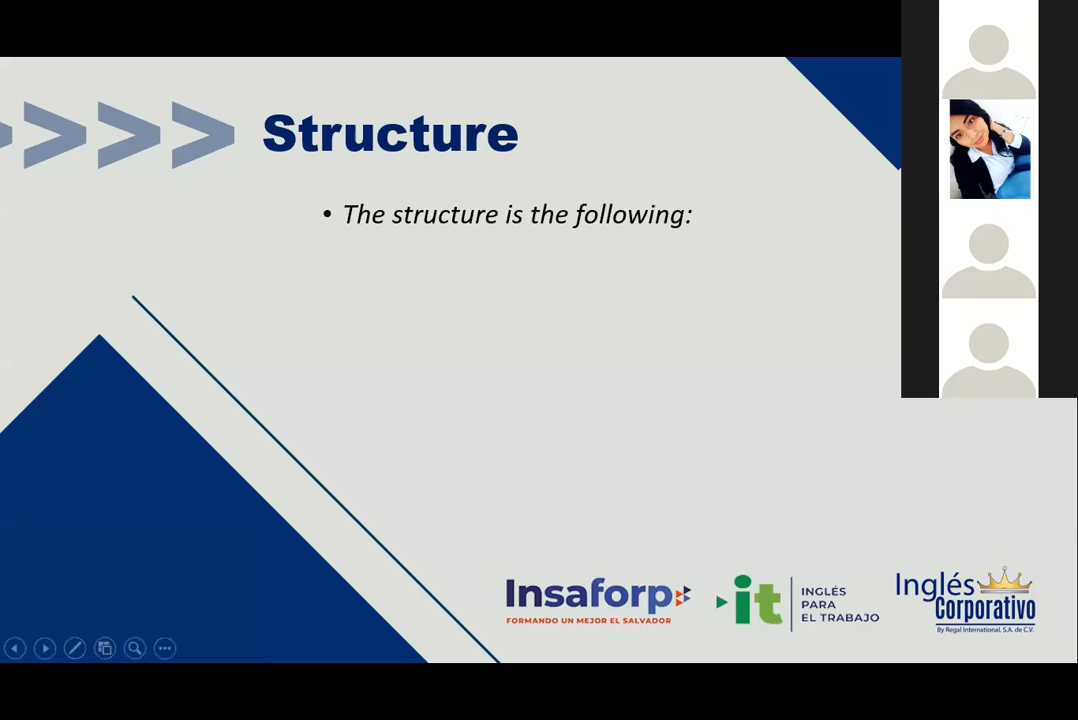 Structure
• The structure is the following:
Insaforp
FORMANDO UN MEJOR EL SALVADOR
it
INGLÉS
PARA
EL TRABAJO
Inglés
Corporativo
By Regal International, S.A. de C.V.